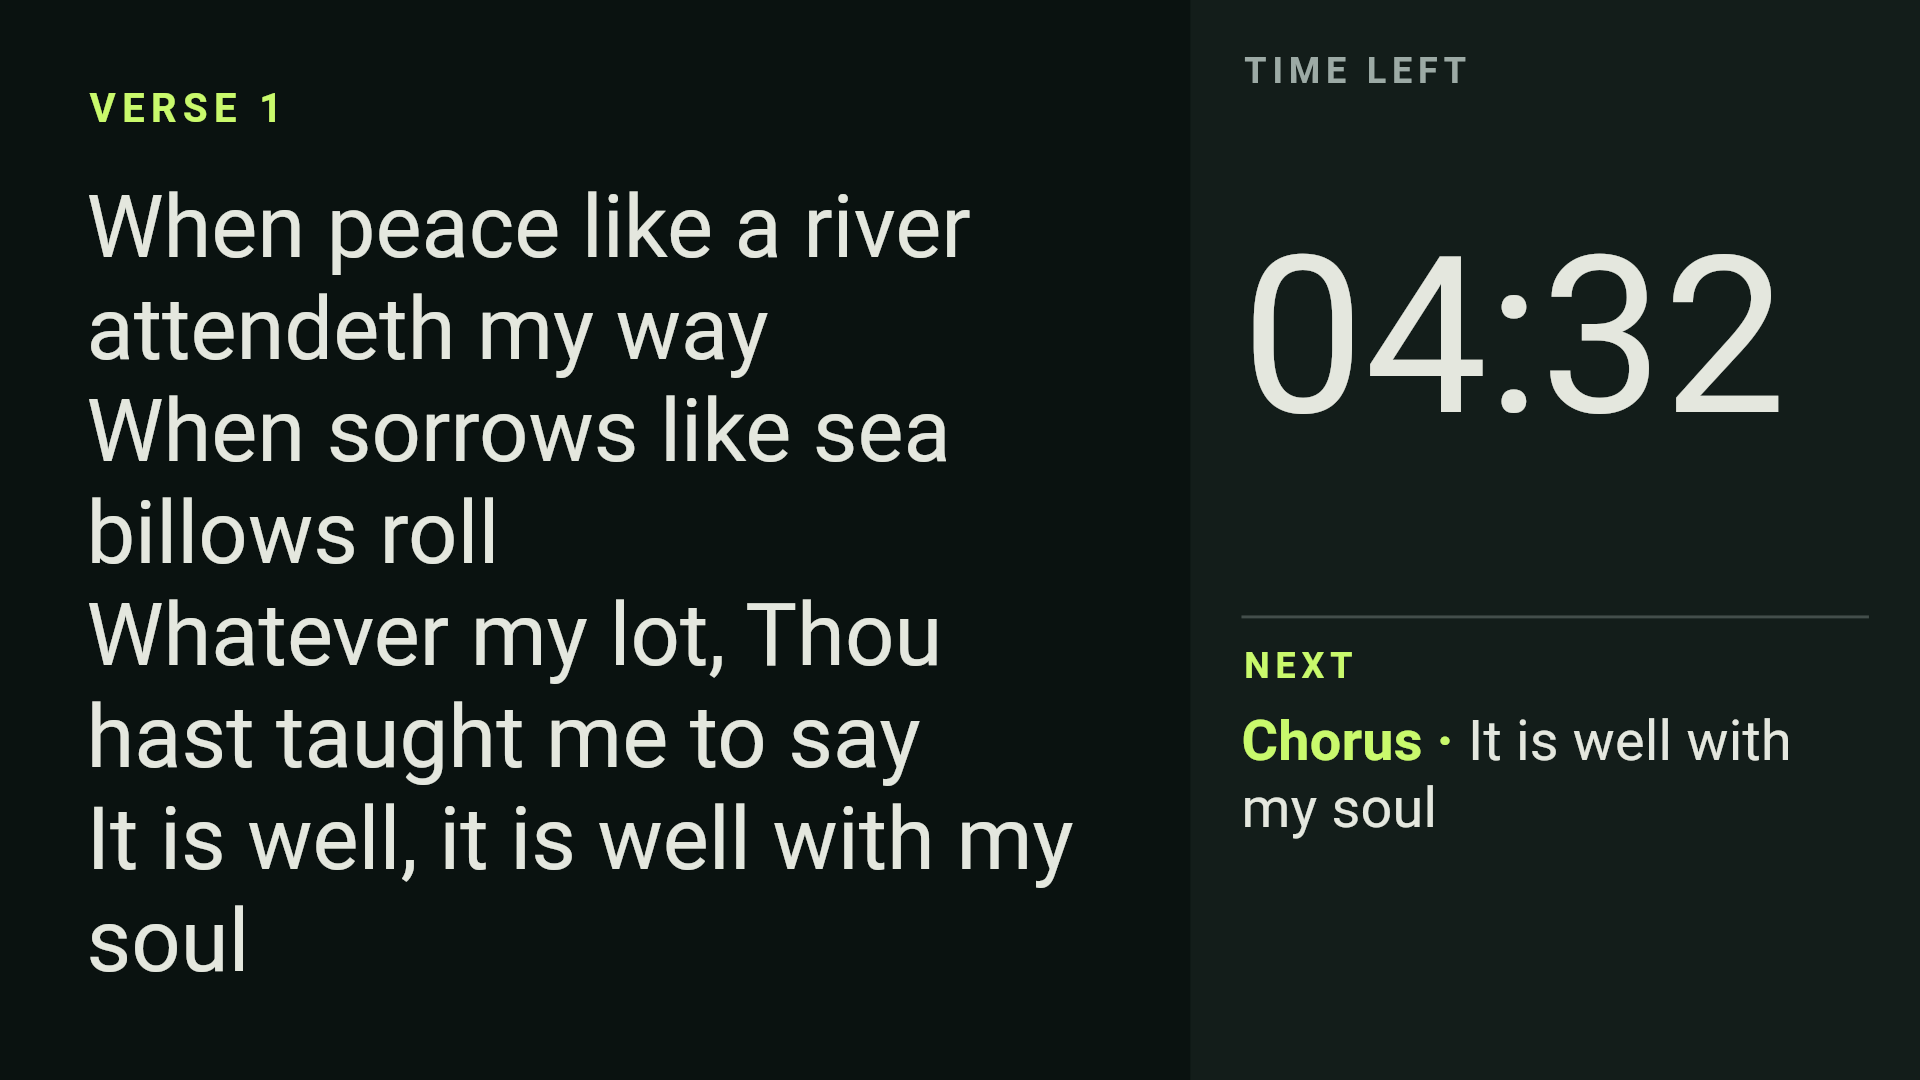 VERSE 1
When peace like a river
attendeth my way
When sorrows like sea
billows roll
Whatever my lot, Thou
hast taught me to say
It is well, it is well with my
soul
TIME LEFT
04:32
NEXT
Chorus · It is well with
my soul